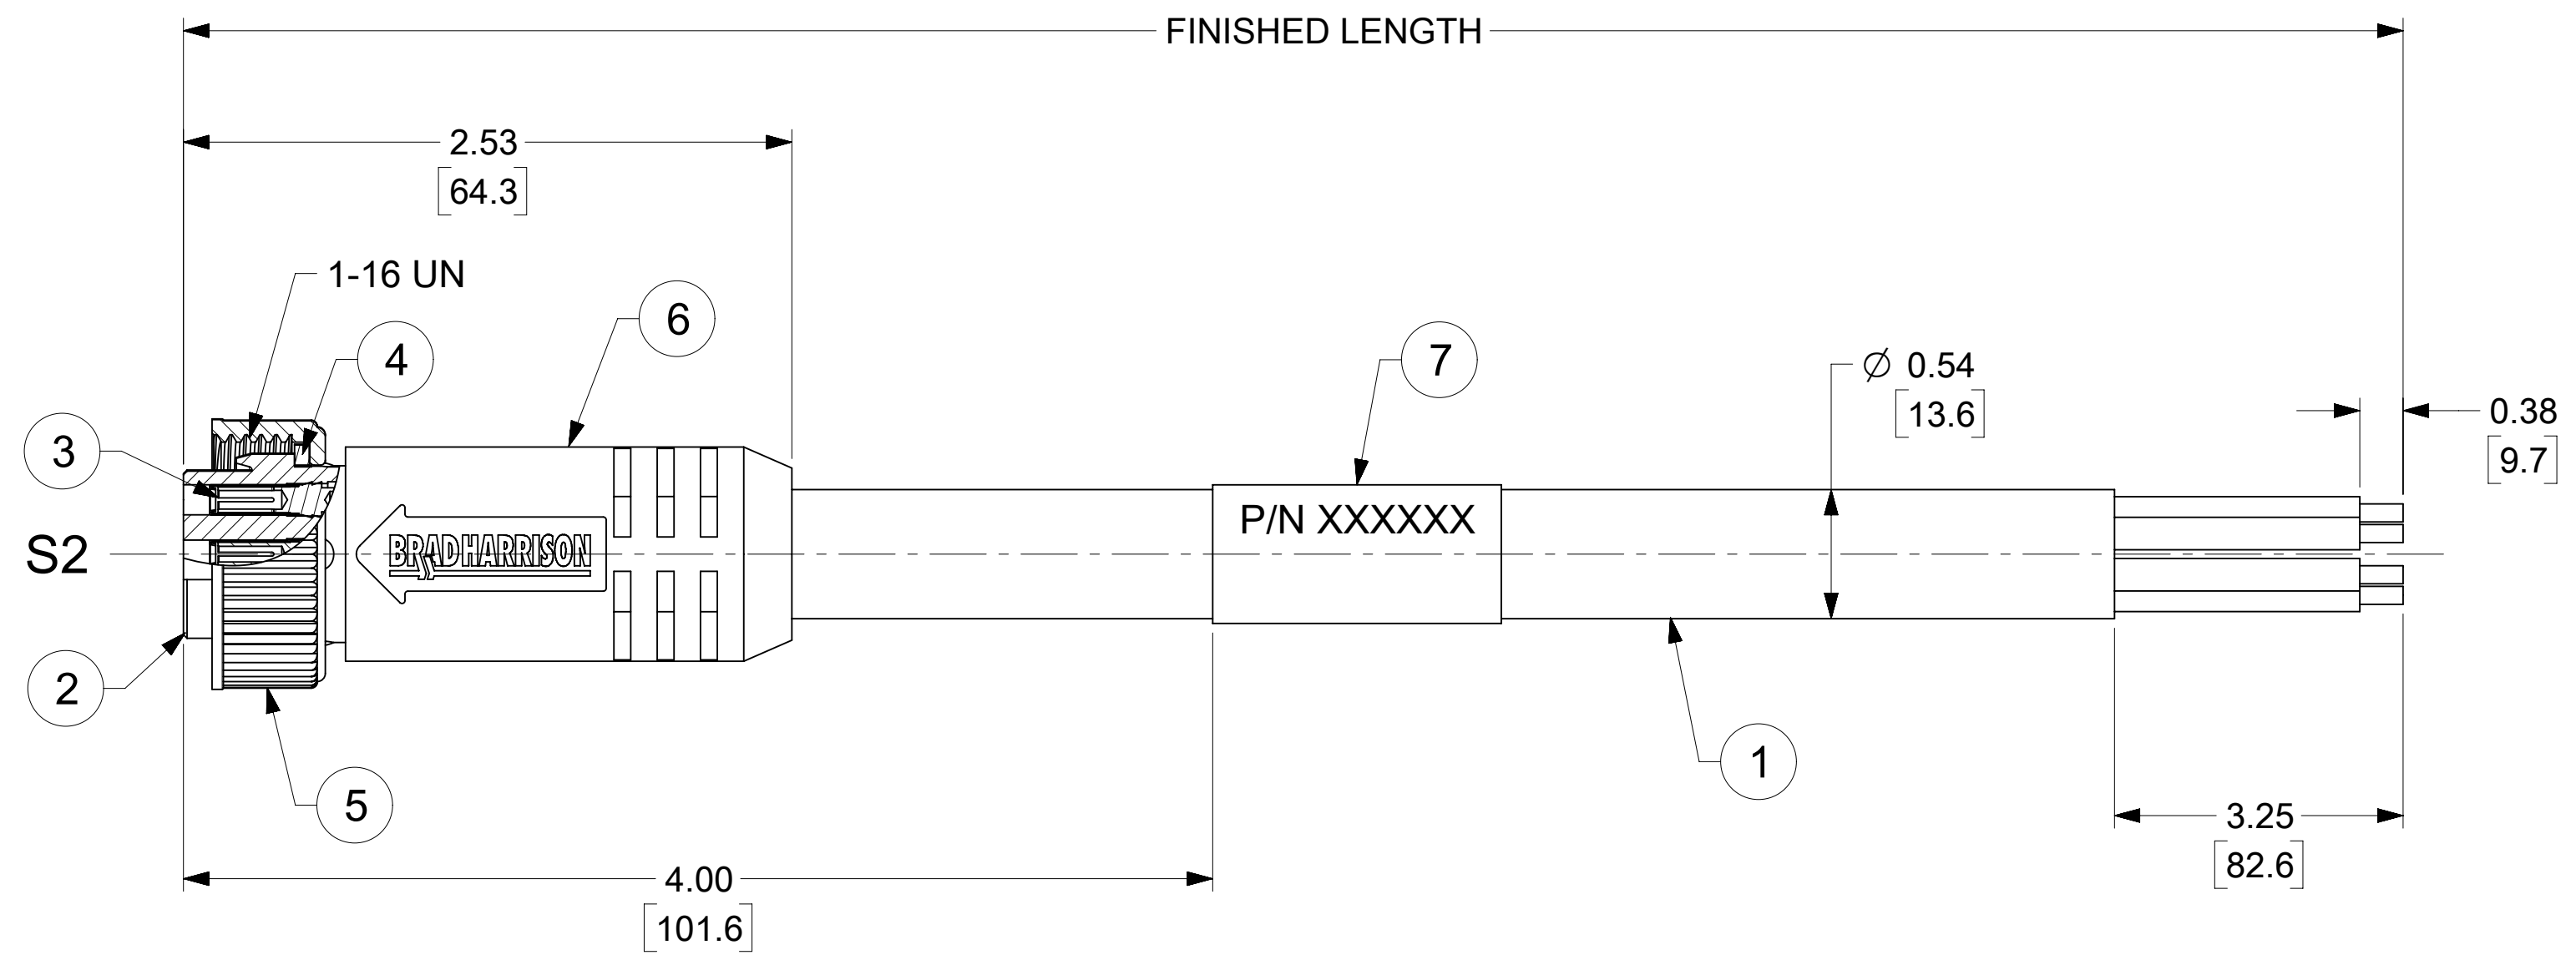 FINISHED LENGTH
2.53
[64.3]
1-16 UN
6
4
7
Ø 0.54
[13.6]
0.38
[9.7]
3
P/N XXXXXX
S2
BRADHARRISON
2
1
5
3.25
[82.6]
4.00
[101.6]